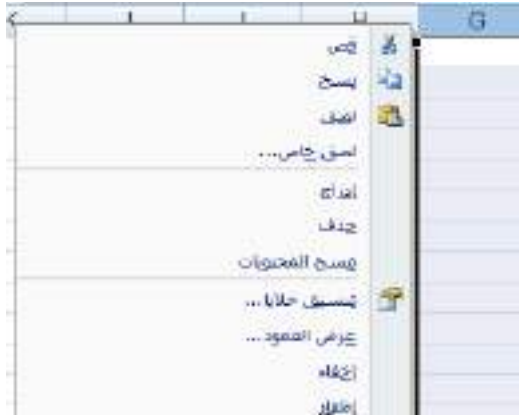 G
قص
نسخ
لصق
لصق خاص...
إدراج
حذف
مسح المحتويات
تنسيق خلايا...
عرض العمود...
إخفاء
إظهار